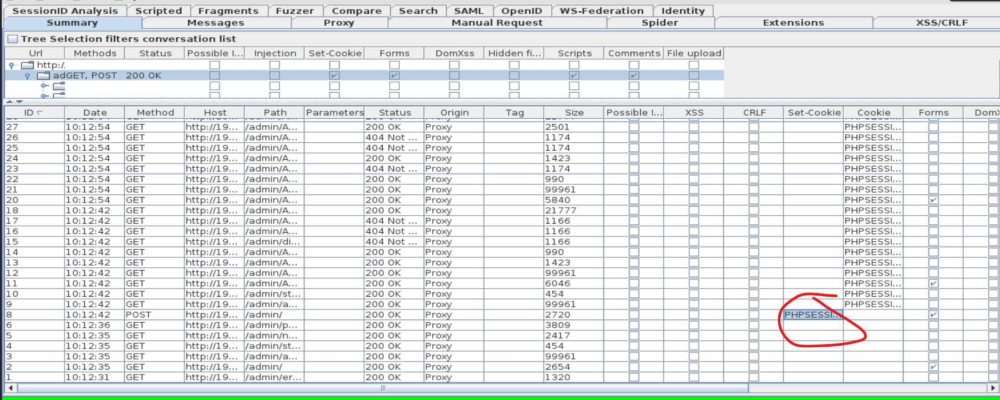 SessionID Analysis Scripted Fragments Fuzzer Compare Search SAML OpenID WS-Federation Identity
Summary Messages Proxy Manual Request Spider Extensions XSS/CRLF
Tree Selection filters conversation list
Url Methods Status Possible I... Injection Set-Cookie Forms DomXss Hidden fi... Scripts Comments File upload
http:/
adGET, POST 200 OK
ID Date Method Host Path Parameters Status Origin Tag Size Possible I... XSS CRLF Set-Cookie Cookie Forms DomX
27 10:12:54 GET http://19... /admin/A... 200 OK Proxy 2501 PHPSESSI...
26 10:12:54 GET http://19... /admin/A... 404 Not ... Proxy 1174 PHPSESSI...
25 10:12:54 GET http://19... /admin/A... 404 Not ... Proxy 1174 PHPSESSI...
24 10:12:54 GET http://19... /admin/A... 200 OK Proxy 1423 PHPSESSI...
23 10:12:54 GET http://19... /admin/A... 404 Not ... Proxy 1174 PHPSESSI...
22 10:12:54 GET http://19... /admin/A... 200 OK Proxy 990 PHPSESSI...
21 10:12:54 GET http://19... /admin/A... 200 OK Proxy 99961 PHPSESSI...
20 10:12:54 GET http://19... /admin/A... 200 OK Proxy 5840 PHPSESSI...
18 10:12:42 GET http://19... /admin/A... 200 OK Proxy 21777 PHPSESSI...
17 10:12:42 GET http://19... /admin/A... 404 Not ... Proxy 1166 PHPSESSI...
16 10:12:42 GET http://19... /admin/A... 404 Not ... Proxy 1166 PHPSESSI...
15 10:12:42 GET http://19... /admin/di... 404 Not ... Proxy 1166 PHPSESSI...
14 10:12:42 GET http://19... /admin/A... 200 OK Proxy 990 PHPSESSI...
13 10:12:42 GET http://19... /admin/A... 200 OK Proxy 1423 PHPSESSI...
12 10:12:42 GET http://19... /admin/A... 200 OK Proxy 99961 PHPSESSI...
11 10:12:42 GET http://19... /admin/A... 200 OK Proxy 6046 PHPSESSI...
10 10:12:42 GET http://19... /admin/st... 200 OK Proxy 454 PHPSESSI...
9 10:12:42 GET http://19... /admin/a... 200 OK Proxy 99961 PHPSESSI...
8 10:12:42 POST http://19... /admin/ 200 OK Proxy 2720 PHPSESSI...
6 10:12:36 GET http://19... /admin/p... 200 OK Proxy 3809
5 10:12:35 GET http://19... /admin/n... 200 OK Proxy 2417
4 10:12:35 GET http://19... /admin/st... 200 OK Proxy 454
3 10:12:35 GET http://19... /admin/a... 200 OK Proxy 99961
2 10:12:35 GET http://19... /admin/ 200 OK Proxy 2654
1 10:12:31 GET http://19... /admin/er... 200 OK Proxy 1320